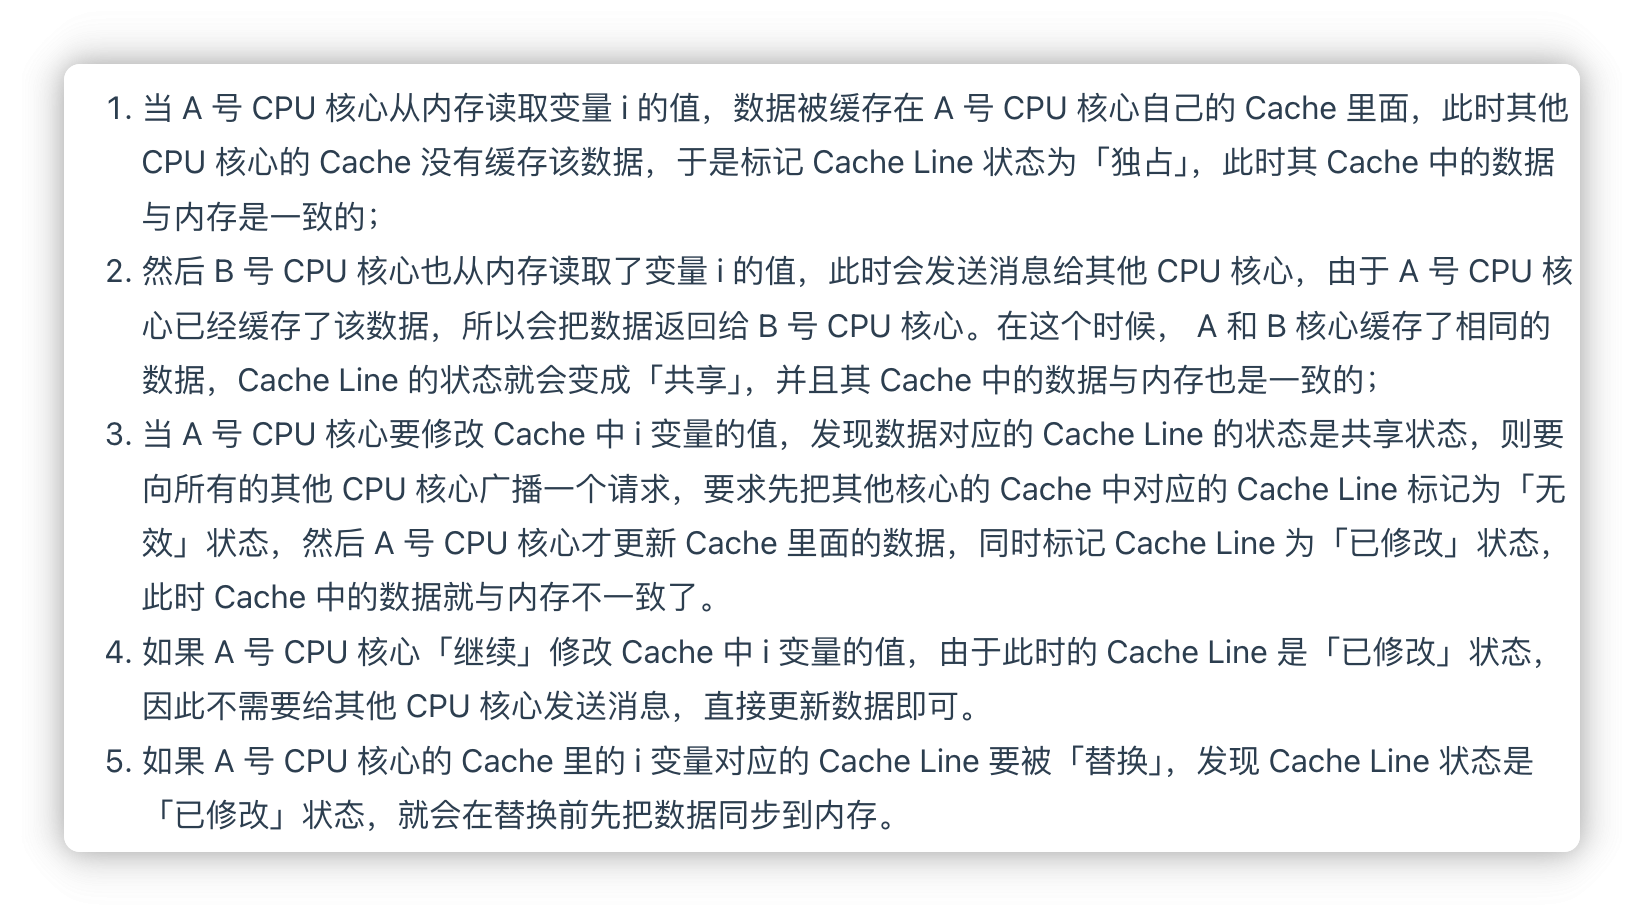 1. 当 A 号 CPU 核心从内存读取变量 i 的值，数据被缓存在 A 号 CPU 核心自己的 Cache 里面，此时其他
CPU 核心的 Cache 没有缓存该数据，于是标记 Cache Line 状态为「独占」，此时其 Cache 中的数据
与内存是一致的；
2. 然后 B 号 CPU 核心也从内存读取了变量 i 的值，此时会发送消息给其他 CPU 核心，由于 A 号 CPU 核
心已经缓存了该数据，所以会把数据返回给 B 号 CPU 核心。在这个时候， A 和 B 核心缓存了相同的
数据，Cache Line 的状态就会变成「共享」，并且其 Cache 中的数据与内存也是一致的；
3. 当 A 号 CPU 核心要修改 Cache 中 i 变量的值，发现数据对应的 Cache Line 的状态是共享状态，则要
向所有的其他 CPU 核心广播一个请求，要求先把其他核心的 Cache 中对应的 Cache Line 标记为「无
效」状态，然后 A 号 CPU 核心才更新 Cache 里面的数据，同时标记 Cache Line 为「已修改」状态，
此时 Cache 中的数据就与内存不一致了。
4. 如果 A 号 CPU 核心「继续」修改 Cache 中 i 变量的值，由于此时的 Cache Line 是「已修改」状态，
因此不需要给其他 CPU 核心发送消息，直接更新数据即可。
5. 如果 A 号 CPU 核心的 Cache 里的 i 变量对应的 Cache Line 要被「替换」，发现 Cache Line 状态是
「已修改」状态，就会在替换前先把数据同步到内存。